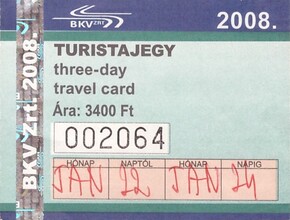 BKV ZRT
2008.
BKV Zrt. 2008.
TURISTAJEGY
three-day
travel card
Ára: 3400 Ft
002064
HÓNAP NAPTÓL HÓNAP NAPIG
JAN 22 JAN 24